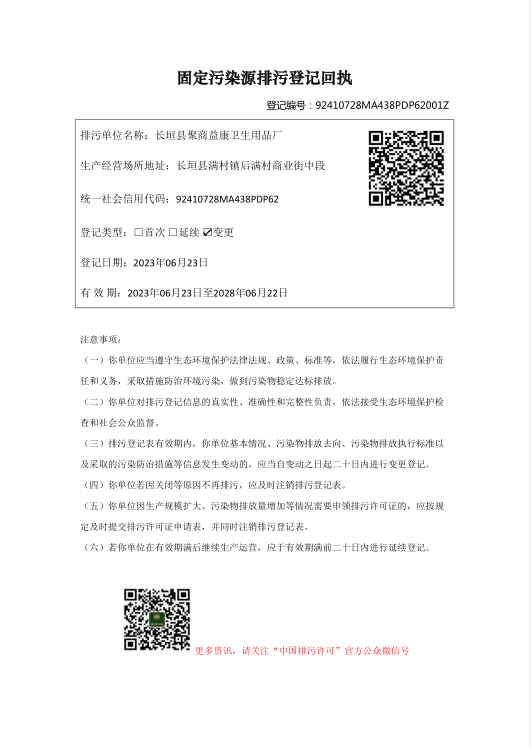 固定污染源排污登记回执
登记编号：92410728MA438PDP62001Z
排污单位名称：长垣县聚商益康卫生用品厂
生产经营场所地址：长垣县满村镇后满村商业街中段
统一社会信用代码：92410728MA438PDP62
登记类型：□首次 □延续 ☑变更
登记日期：2023年06月23日
有 效 期：2023年06月23日至2028年06月22日
注意事项：
（一）你单位应当遵守生态环境保护法律法规、政策、标准等，依法履行生态环境保护责
任和义务，采取措施防治环境污染，做到污染物稳定达标排放。
（二）你单位对排污登记信息的真实性、准确性和完整性负责，依法接受生态环境保护检
查和社会公众监督。
（三）排污登记表有效期内，你单位基本情况、污染物排放去向、污染物排放执行标准以
及采取的污染防治措施等信息发生变动的，应当自变动之日起二十日内进行变更登记。
（四）你单位若因关闭等原因不再排污，应及时注销排污登记表。
（五）你单位因生产规模扩大、污染物排放量增加等情况需要申领排污许可证的，应按规
定及时提交排污许可证申请表，并同时注销排污登记表。
（六）若你单位在有效期满后继续生产运营，应于有效期满前二十日内进行延续登记。
更多资讯，请关注“中国排污许可”官方公众微信号